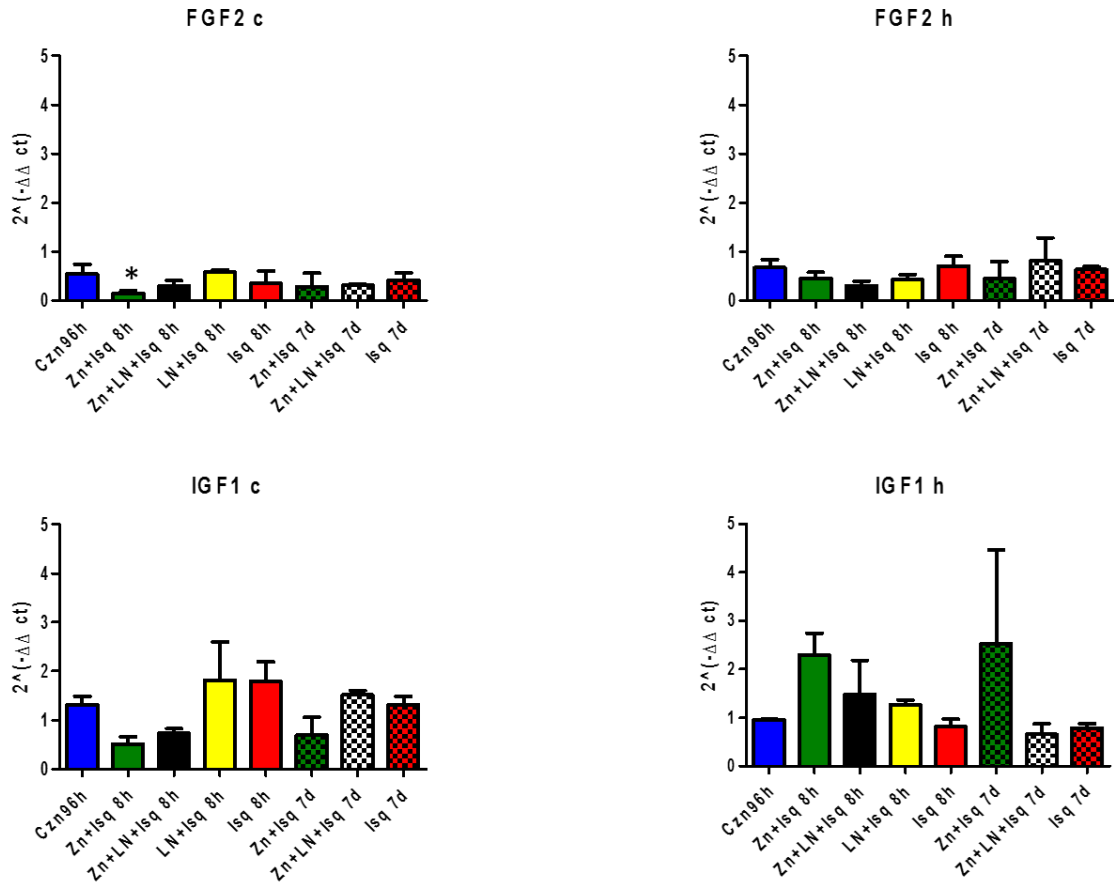 FGF2 c
2^(-ΔΔ ct)
5
4
3
2
1
0
*
Czn96h
Zn+Isq 8h
Zn+LN+Isq 8h
LN+Isq 8h
Isq 8h
Zn+Isq 7d
Zn+LN+Isq 7d
Isq 7d
FGF2 h
2^(-ΔΔ ct)
5
4
3
2
1
0
Czn96h
Zn+Isq 8h
Zn+LN+Isq 8h
LN+Isq 8h
Isq 8h
Zn+Isq 7d
Zn+LN+Isq 7d
Isq 7d
IGF1 c
2^(-ΔΔ ct)
5
4
3
2
1
0
Czn96h
Zn+Isq 8h
Zn+LN+Isq 8h
LN+Isq 8h
Isq 8h
Zn+Isq 7d
Zn+LN+Isq 7d
Isq 7d
IGF1 h
2^(-ΔΔ ct)
5
4
3
2
1
0
Czn96h
Zn+Isq 8h
Zn+LN+Isq 8h
LN+Isq 8h
Isq 8h
Zn+Isq 7d
Zn+LN+Isq 7d
Isq 7d